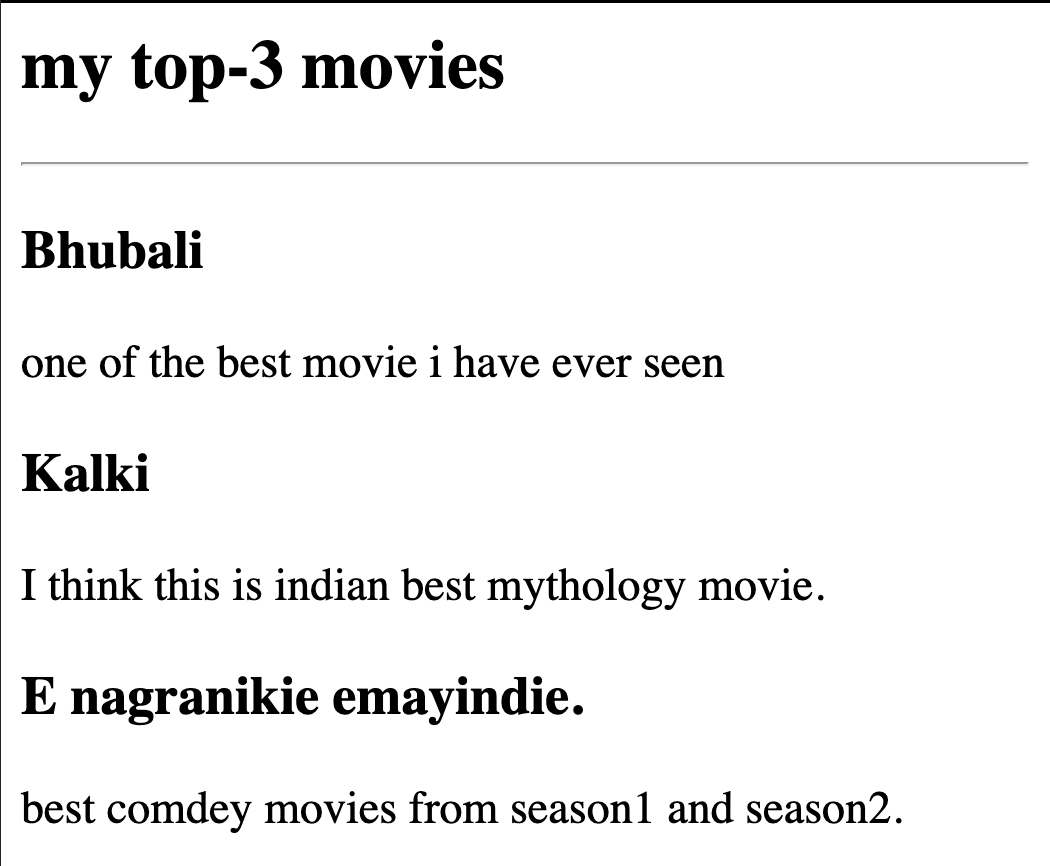 my top-3 movies
Bhubali
one of the best movie i have ever seen
Kalki
I think this is indian best mythology movie.
E nagranikie emayindie.
best comdey movies from season1 and season2.